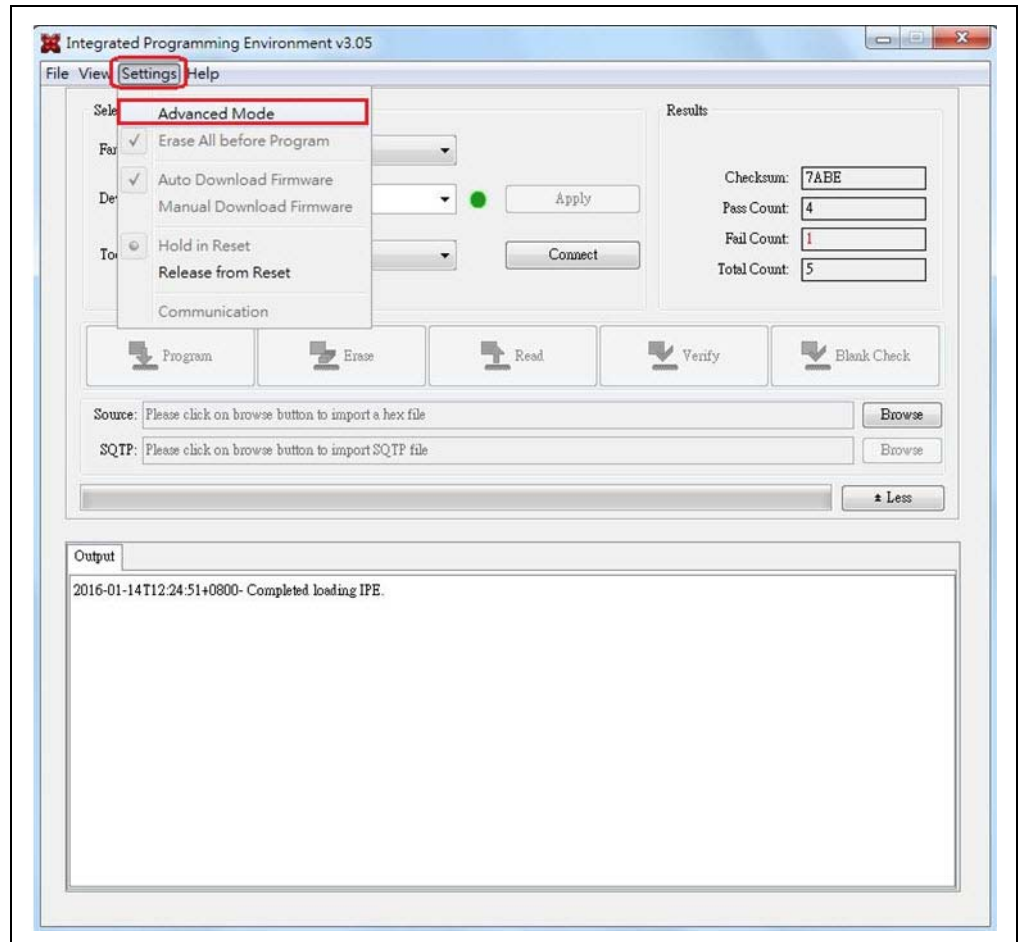 Integrated Programming Environment v3.05
File View Settings Help
Advanced Mode
Erase All before Program
Auto Download Firmware
Manual Download Firmware
Hold in Reset
Release from Reset
Communication
Apply
Connect
Results
Checksum: 7ABE
Pass Count: 4
Fail Count: 1
Total Count: 5
Program Erase Read Verify Blank Check
Source: Please click on browse button to import a hex file Browse
SQTP: Please click on browse button to import SQTP file Browse
Less
Output
2016-01-14T12:24:51+0800- Completed loading IPE.